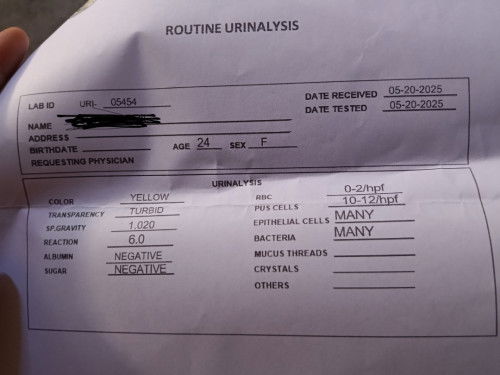 ROUTINE URINALYSIS
LAB ID URI- 05454
DATE RECEIVED 05-20-2025
DATE TESTED 05-20-2025
NAME
ADDRESS
BIRTHDATE AGE 24 SEX F
REQUESTING PHYSICIAN
URINALYSIS
COLOR YELLOW
TRANSPARENCY TURBID
SP.GRAVITY 1.020
REACTION 6.0
ALBUMIN NEGATIVE
SUGAR NEGATIVE
RBC 0-2/hpf
PUS CELLS 10-12/hpf
EPITHELIAL CELLS MANY
BACTERIA MANY
MUCUS THREADS
CRYSTALS
OTHERS